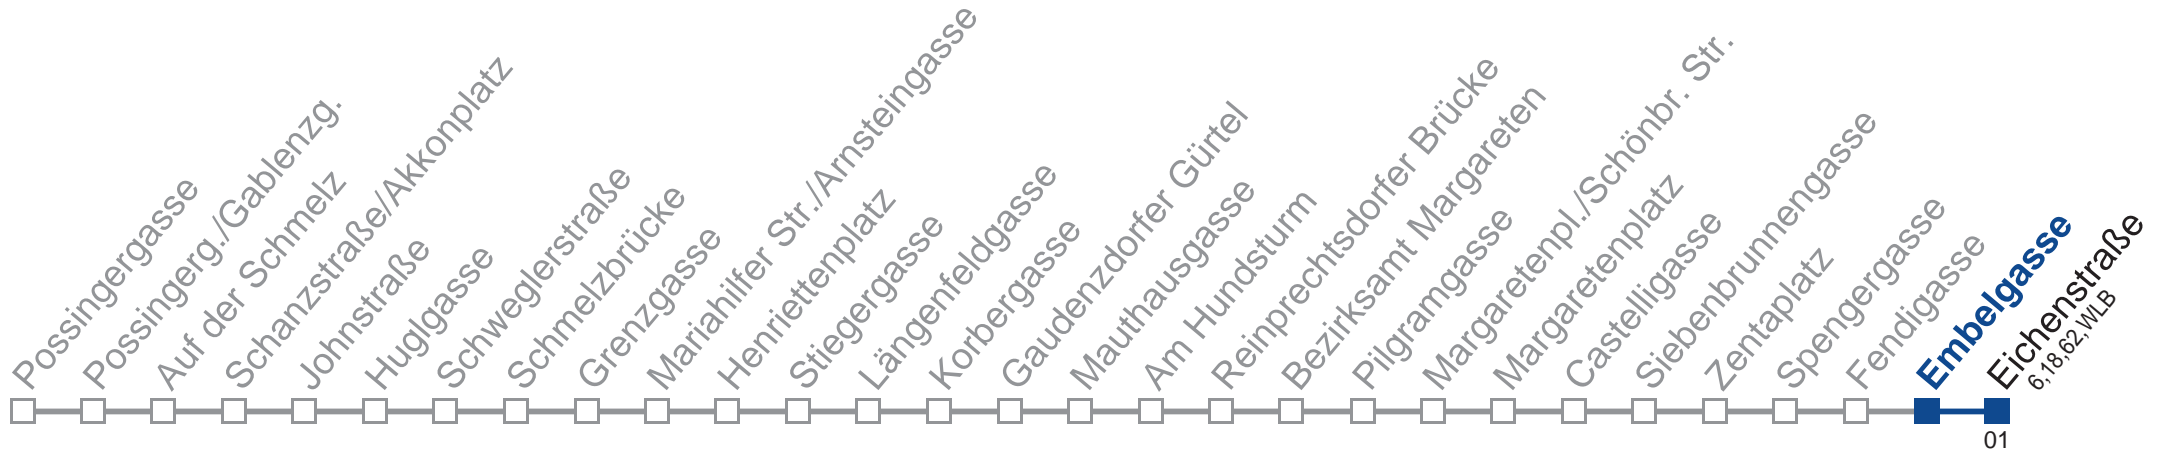 Possingergasse
Possingerg./Gablenzg.
Auf der Schmelz
Schanzstraße/Akkonplatz
Johnstraße
Huglgasse
Schweglerstraße
Schmelzbrücke
Grenzgasse
Mariahilfer Str./Arnsteingasse
Henriettenplatz
Stiegergasse
Längenfeldgasse
Korbergasse
Gaudenzdorfer Gürtel
Mauthausgasse
Am Hundsturm
Reinprechtsdorfer Brücke
Bezirksamt Margareten
Pilgramgasse
Margaretenpl./Schönbr. Str.
Margaretenplatz
Castelligasse
Siebenbrunnengasse
Zentaplatz
Spengergasse
Fendigasse
Embelgasse
Eichenstraße
6,18,62,WLB
01